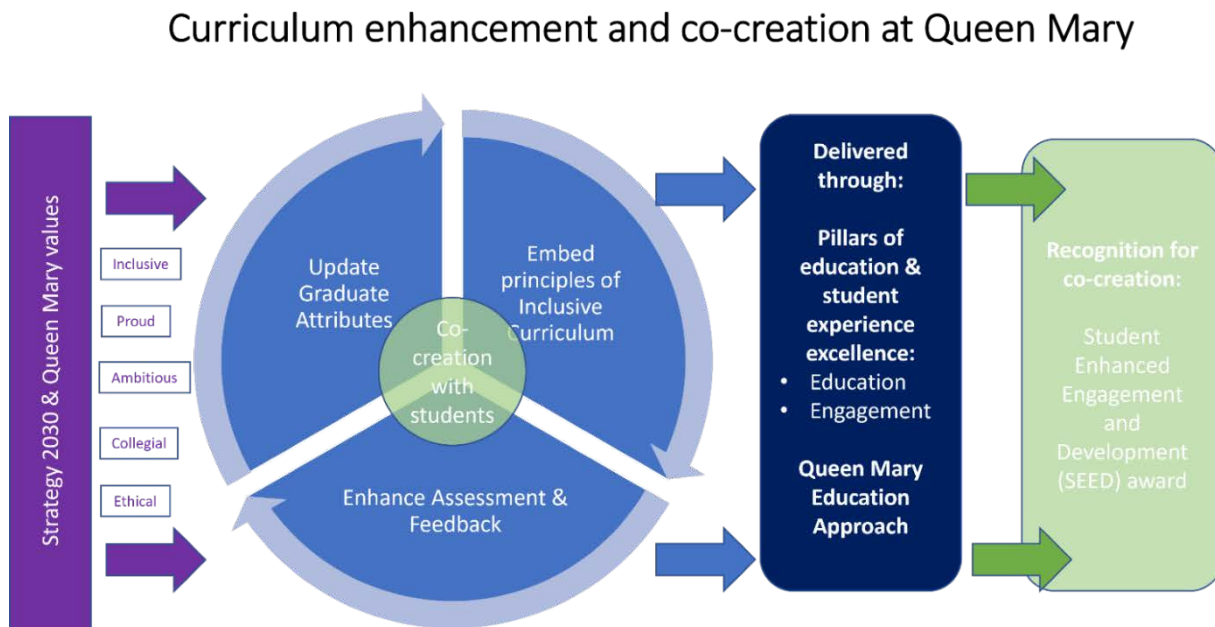 Curriculum enhancement and co-creation at Queen Mary
Strategy 2030 & Queen Mary values
Inclusive
Proud
Ambitious
Collegial
Ethical
Update
Graduate
Attributes
Embed
principles of
Inclusive
Curriculum
Co-
creation
with
students
Enhance Assessment &
Feedback
Delivered
through:
Pillars of
education &
student
experience
excellence:
• Education
• Engagement
Queen Mary
Education
Approach
Recognition for
co-creation:
Student
Enhanced
Engagement
and
Development
(SEED) award